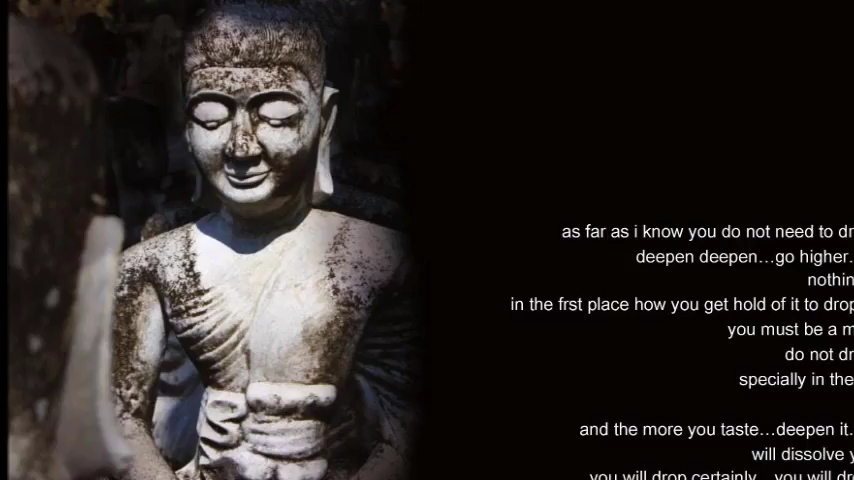 as far as i know you do not need to
deepen deepen…go higher.
in the frst place how you get hold of it to drop
you must be a
do not
specially in the
and the more you taste…deepen it.
will dissolve
you will drop certainly…you will